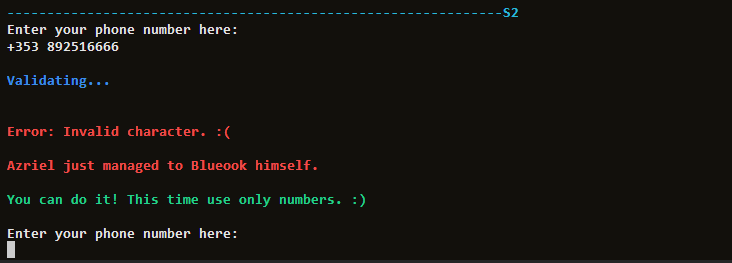 --------------------------------------------------------------S2
Enter your phone number here:
+353 892516666
Validating...
Error: Invalid character. :(
Azriel just managed to Blueook himself.
You can do it! This time use only numbers. :)
Enter your phone number here: